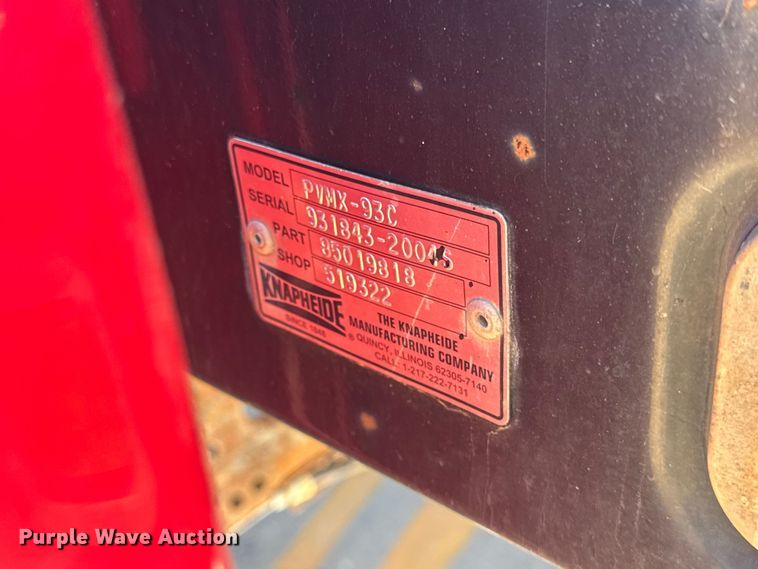 MODEL PVMX-93C
SERIAL 931843-20045
PART 85019818
SHOP 519322
KNAPHEIDE
SINCE 1848
®
THE KNAPHEIDE
MANUFACTURING COMPANY
QUINCY, ILLINOIS 62305-7140
CALL: 1-217-222-7131
Purple Wave Auction